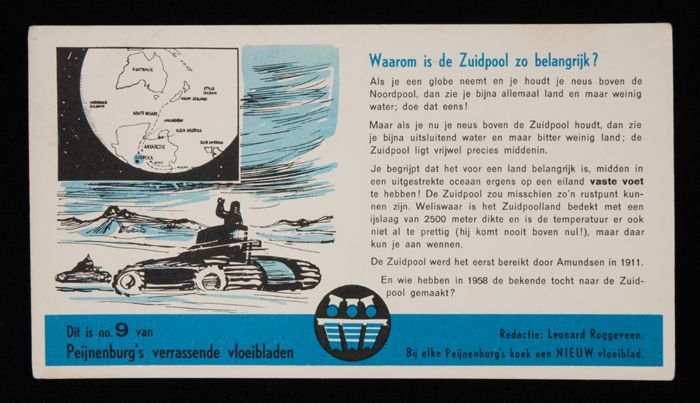 AUSTRALIE
STILLE
OCEAAN
NIEUW ZEELAND
INDISCHE
OCEAAN
AMUNDSEN
KLEIN AMERIKA
ANTARCTIS
ZUIDPOOL
ZUID AMERIKA
Waarom is de Zuidpool zo belangrijk?
Als je een globe neemt en je houdt je neus boven de
Noordpool, dan zie je bijna allemaal land en maar weinig
water; doe dat eens!
Maar als je nu je neus boven de Zuidpool houdt, dan zie
je bijna uitsluitend water en maar bitter weinig land; de
Zuidpool ligt vrijwel precies middenin.
Je begrijpt dat het voor een land belangrijk is, midden in
een uitgestrekte oceaan ergens op een eiland vaste voet
te hebben! De Zuidpool zou misschien zo'n rustpunt kun-
nen zijn. Weliswaar is het Zuidpoolland bedekt met een
ijslaag van 2500 meter dikte en is de temperatuur er ook
niet al te prettig (hij komt nooit boven nul!), maar daar
kun je aan wennen.
De Zuidpool werd het eerst bereikt door Amundsen in 1911.
En wie hebben in 1958 de bekende tocht naar de Zuid-
pool gemaakt?
Dit is no. 9 van
Peijnenburg's verrassende vloeibladen
Redactie: Leonard Roggeveen.
Bij elke Peijnenburg's koek een NIEUW vloeiblad.